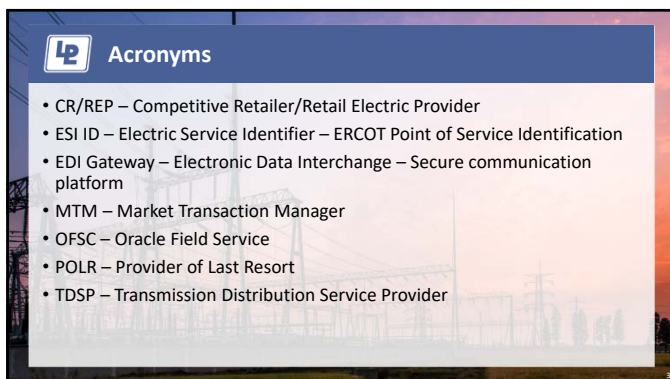 LP
Acronyms
• CR/REP – Competitive Retailer/Retail Electric Provider
• ESI ID – Electric Service Identifier – ERCOT Point of Service Identification
• EDI Gateway – Electronic Data Interchange – Secure communication
platform
• MTM – Market Transaction Manager
• OFSC – Oracle Field Service
• POLR – Provider of Last Resort
• TDSP – Transmission Distribution Service Provider